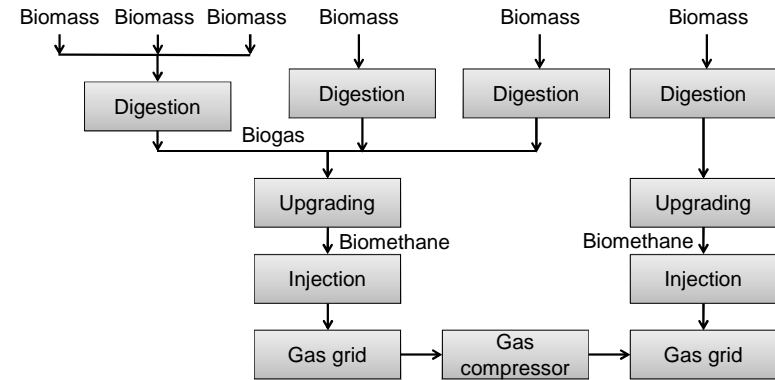 Biomass Biomass Biomass Biomass Biomass Biomass
Digestion Digestion Digestion Digestion
Biogas
Upgrading Upgrading
Biomethane Biomethane
Injection Injection
Gas grid Gas compressor Gas grid